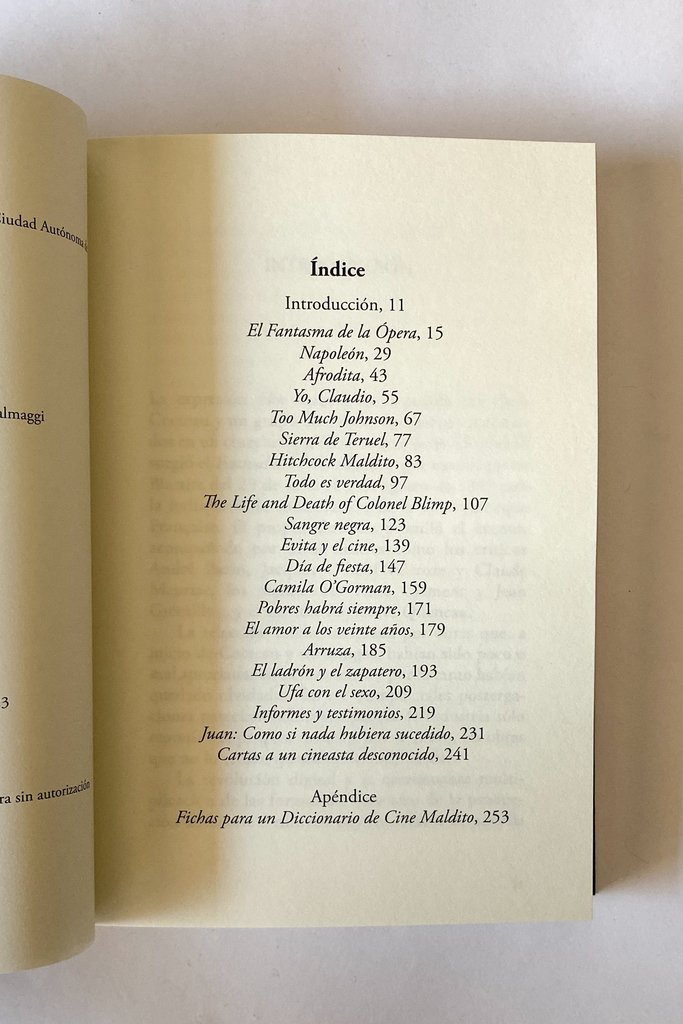 Ciudad Autónoma
almaggi
3
ra sin autorización
Índice
Introducción, 11
El Fantasma de la Ópera, 15
Napoleón, 29
Afrodita, 43
Yo, Claudio, 55
Too Much Johnson, 67
Sierra de Teruel, 77
Hitchcock Maldito, 83
Todo es verdad, 97
The Life and Death of Colonel Blimp, 107
Sangre negra, 123
Evita y el cine, 139
Día de fiesta, 147
Camila O’Gorman, 159
Pobres habrá siempre, 171
El amor a los veinte años, 179
Arruza, 185
El ladrón y el zapatero, 193
Ufa con el sexo, 209
Informes y testimonios, 219
Juan: Como si nada hubiera sucedido, 231
Cartas a un cineasta desconocido, 241
Apéndice
Fichas para un Diccionario de Cine Maldito, 253